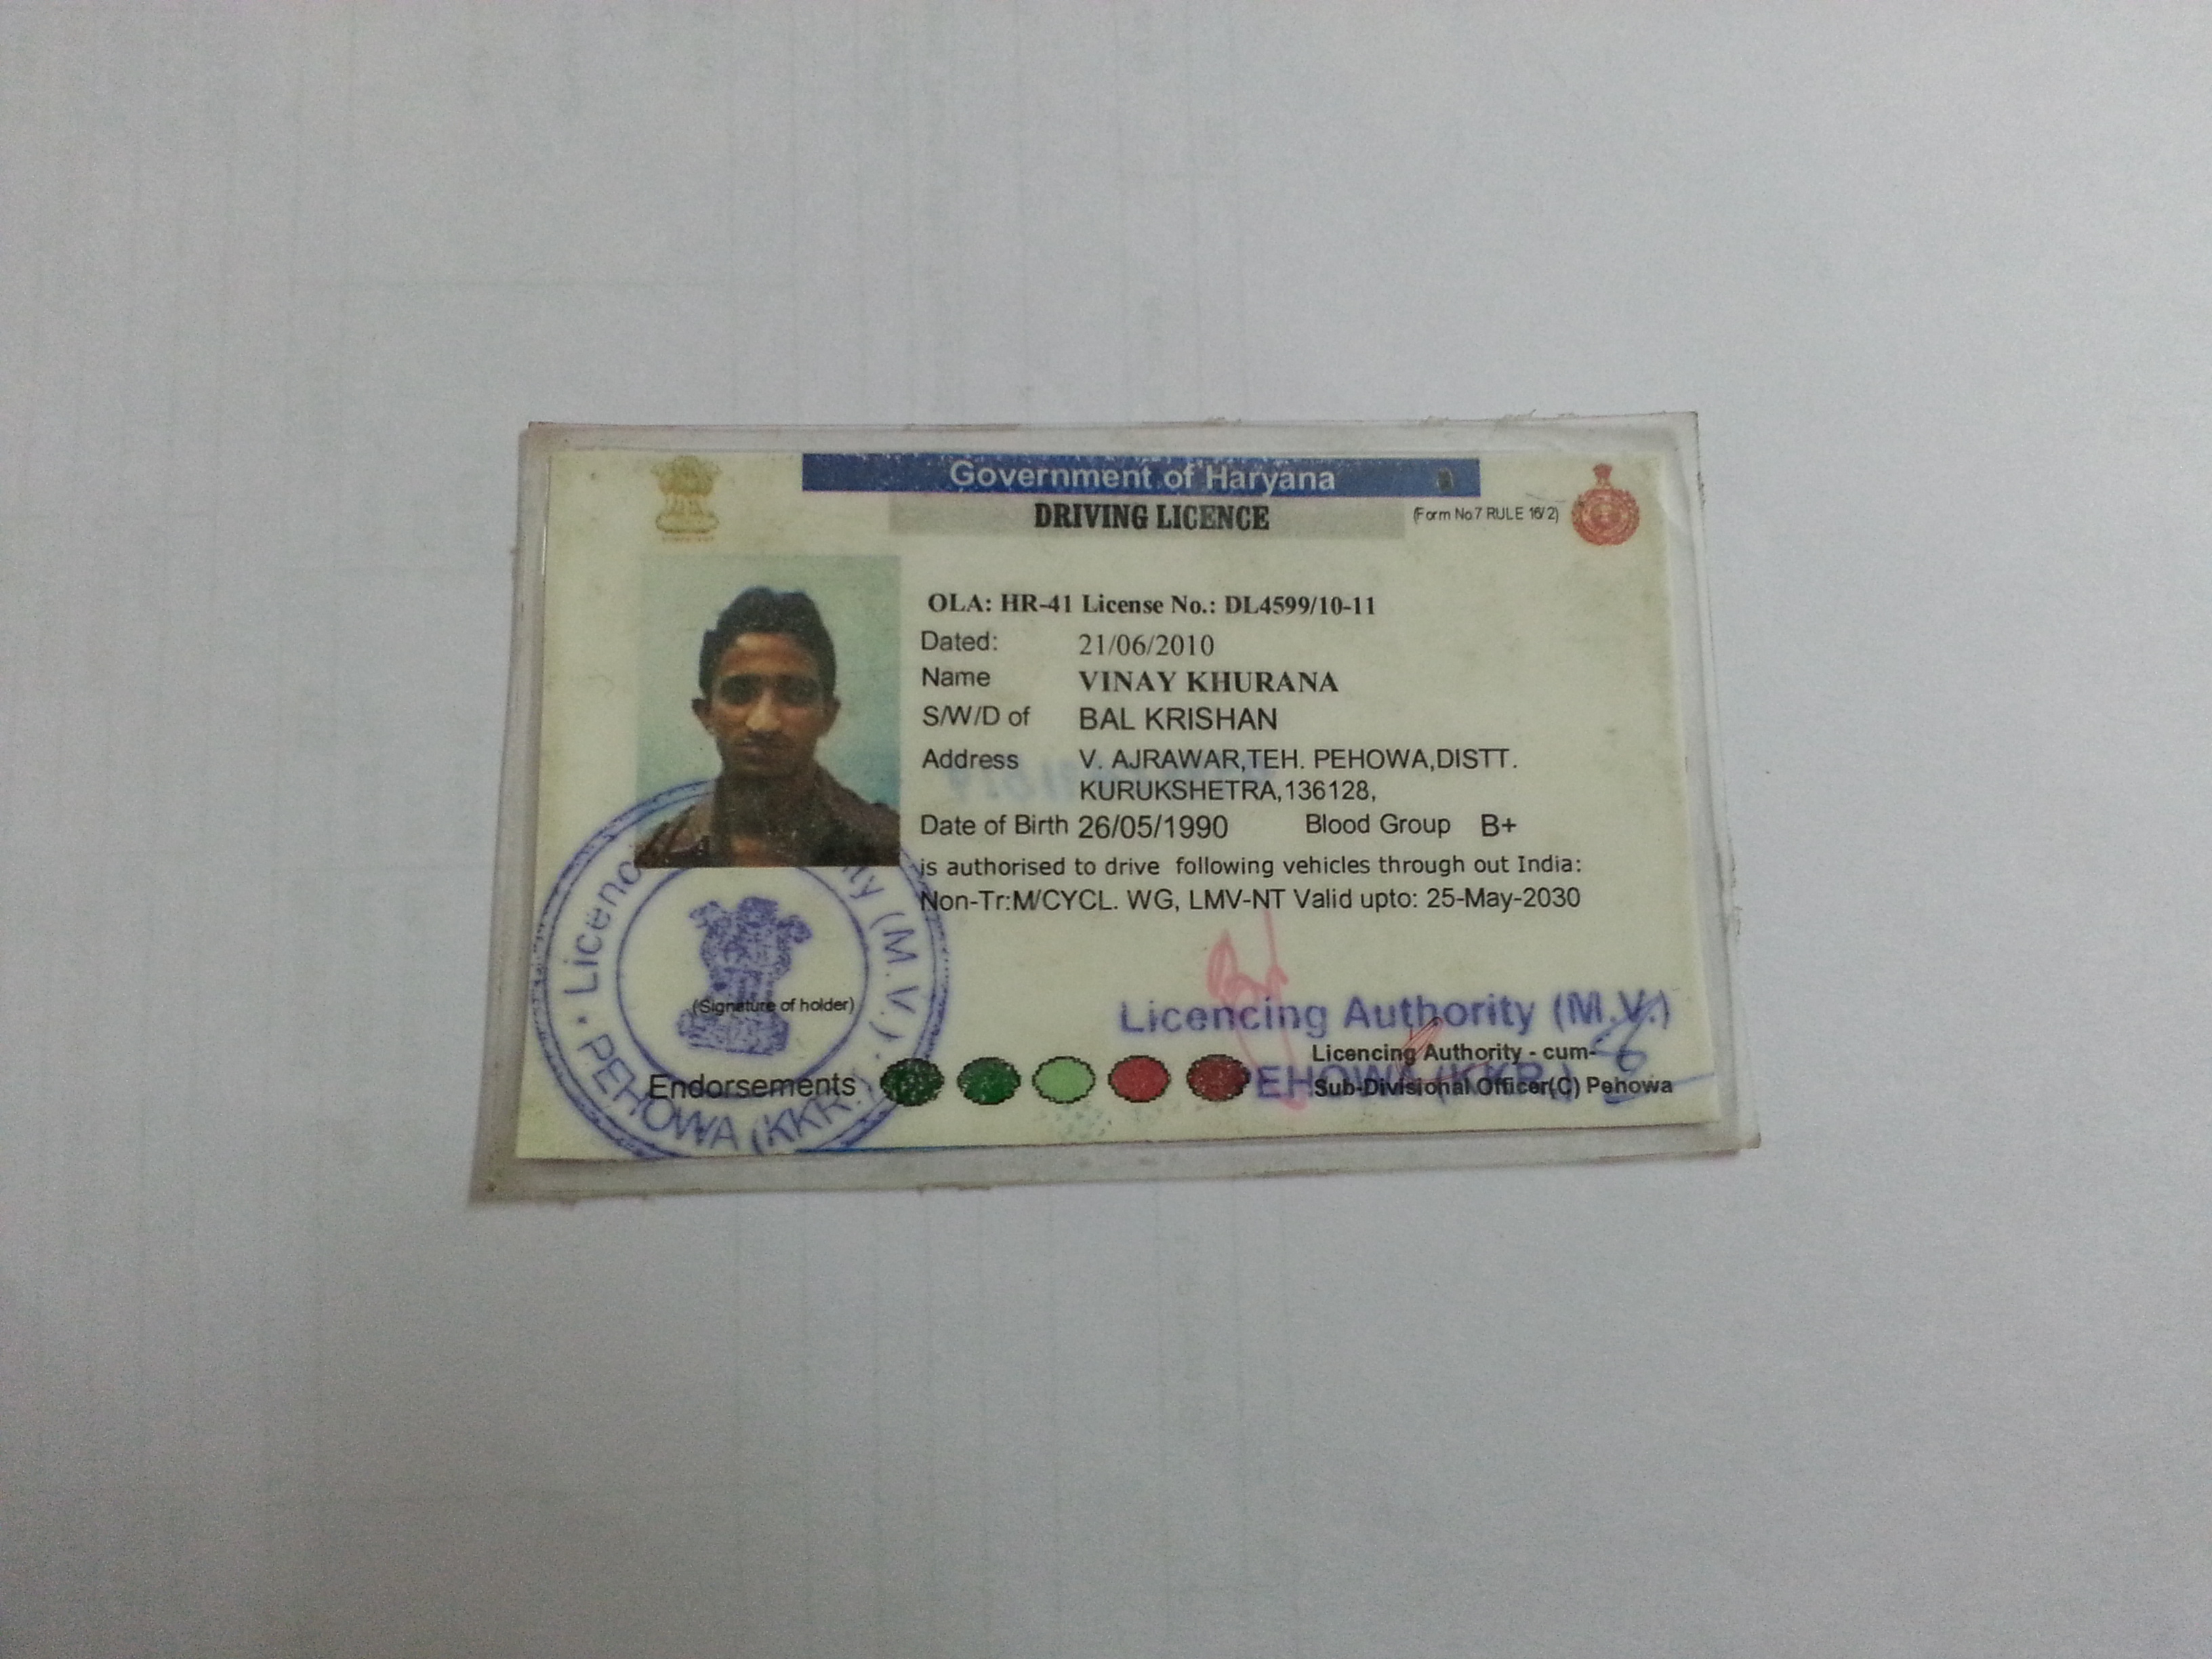 Government of Haryana
DRIVING LICENCE
(Form No.7 RULE 16/2)
OLA: HR-41 License No.: DL4599/10-11
Dated: 21/06/2010
Name VINAY KHURANA
S/W/D of BAL KRISHAN
Address V. AJRAWAR,TEH. PEHOWA,DISTT.
KURUKSHETRA,136128,
Date of Birth 26/05/1990 Blood Group B+
is authorised to drive following vehicles through out India:
Non-Tr:M/CYCL. WG, LMV-NT Valid upto: 25-May-2030
(M.V.)
PEHOWA (KKR.)
(Signature of holder)
Licencing Authority (M.V.)
PEHOWA (KKR.)
Licencing Authority - cum-
Sub-Divisional Officer(C) Pehowa
Endorsements